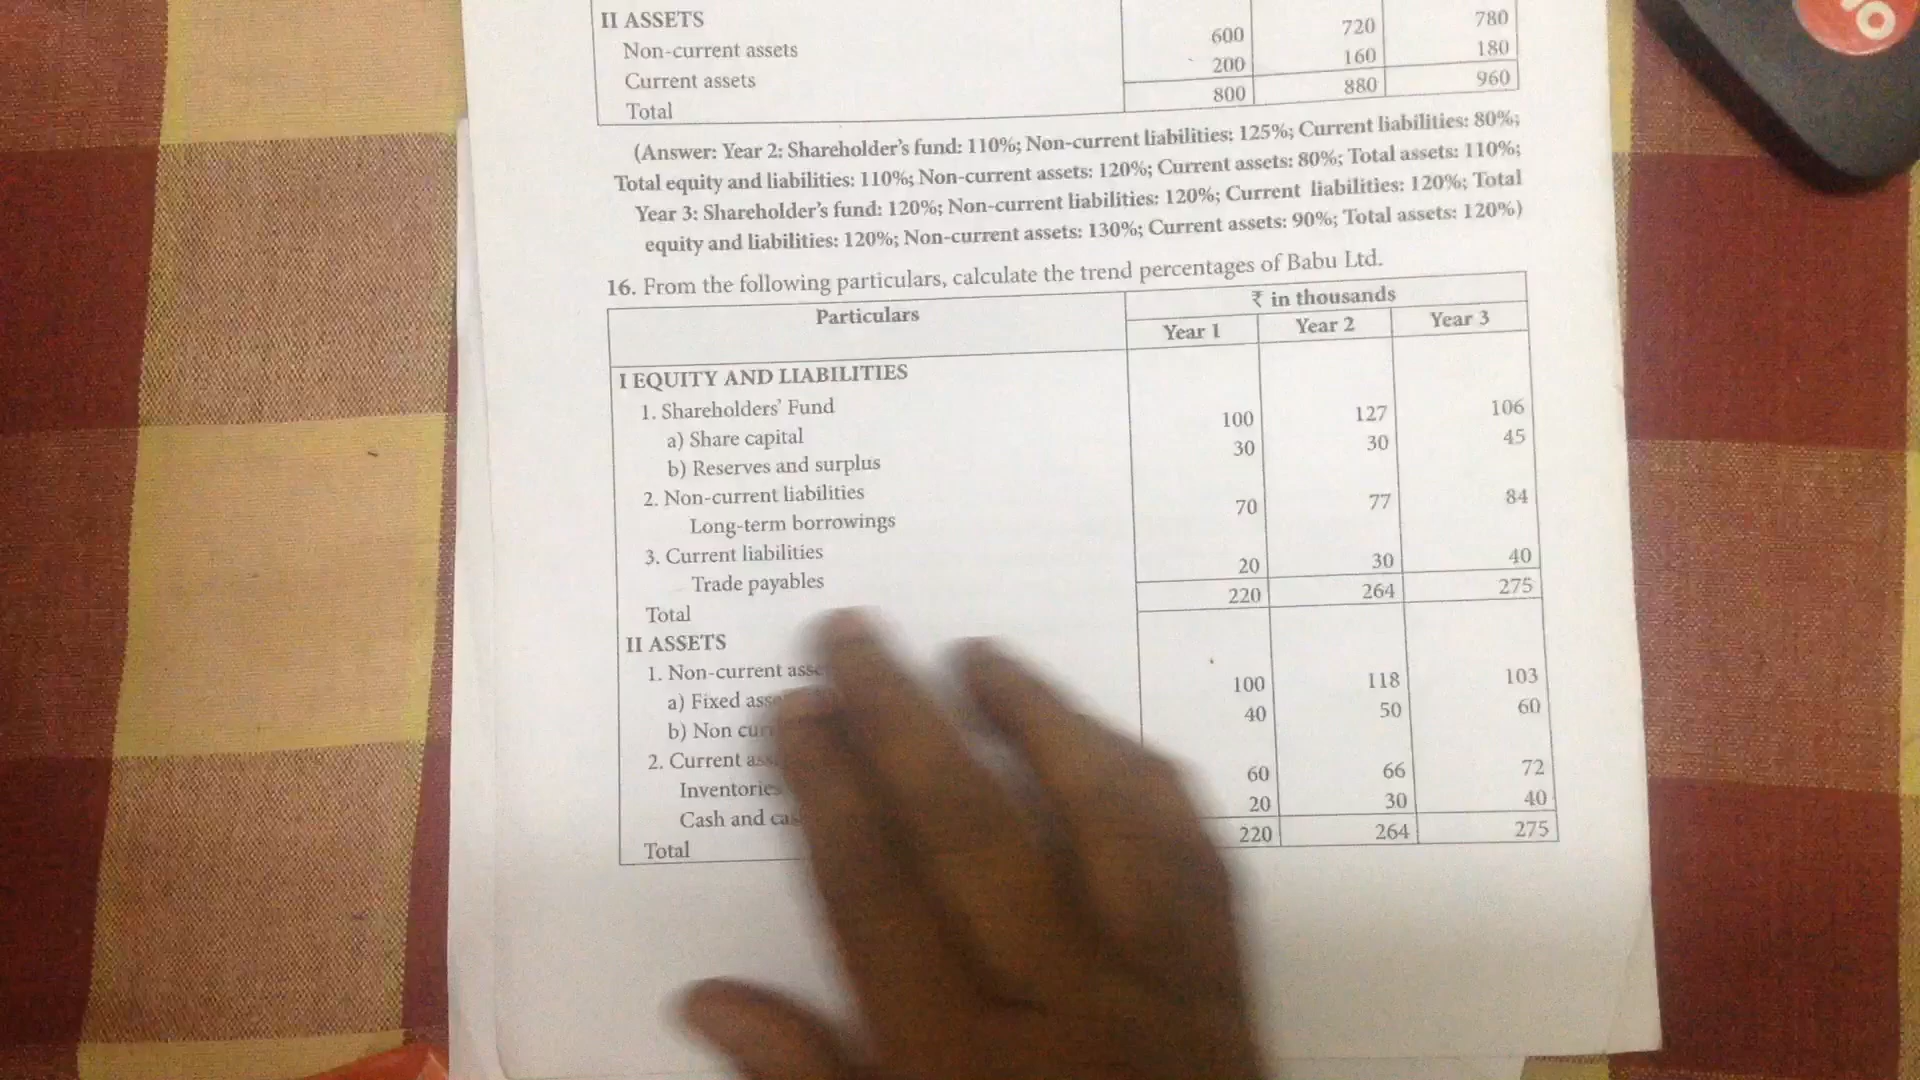 II ASSETS
Non-current assets 600 720 780
Current assets 200 160 180
Total 800 880 960
(Answer: Year 2: Shareholder's fund: 110%; Non-current liabilities: 125%; Current liabilities: 80%;
Total equity and liabilities: 110%; Non-current assets: 120%; Current assets: 80%; Total assets: 110%;
Year 3: Shareholder's fund: 120%; Non-current liabilities: 120%; Current liabilities: 120%; Total
equity and liabilities: 120%; Non-current assets: 130%; Current assets: 90%; Total assets: 120%)
16. From the following particulars, calculate the trend percentages of Babu Ltd.
Particulars ₹ in thousands
Year 1 Year 2 Year 3
I EQUITY AND LIABILITIES
1. Shareholders' Fund
a) Share capital 100 127 106
b) Reserves and surplus 30 30 45
2. Non-current liabilities
Long-term borrowings 70 77 84
3. Current liabilities
Trade payables 20 30 40
Total 220 264 275
II ASSETS
1. Non-current
a) Fixed 100 118 103
b) Non 40 50 60
2. Current
Inventories 60 66 72
Cash and 20 30 40
Total 220 264 275
%